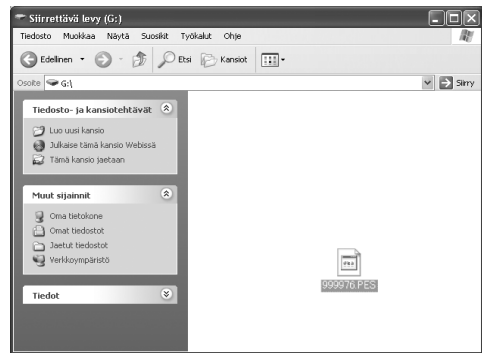 Siirrettävä levy (G:)
Tiedosto Muokkaa Näytä Suosikit Työkalut Ohje
Edellinen Etsi Kansiot
Osoite G:\ Siirry
Tiedosto- ja kansiotehtävät
Luo uusi kansio
Julkaise tämä kansio Webissä
Tämä kansio jaetaan
Muut sijainnit
Oma tietokone
Omat tiedostot
Jaetut tiedostot
Verkkoympäristö
Tiedot
999976.PES